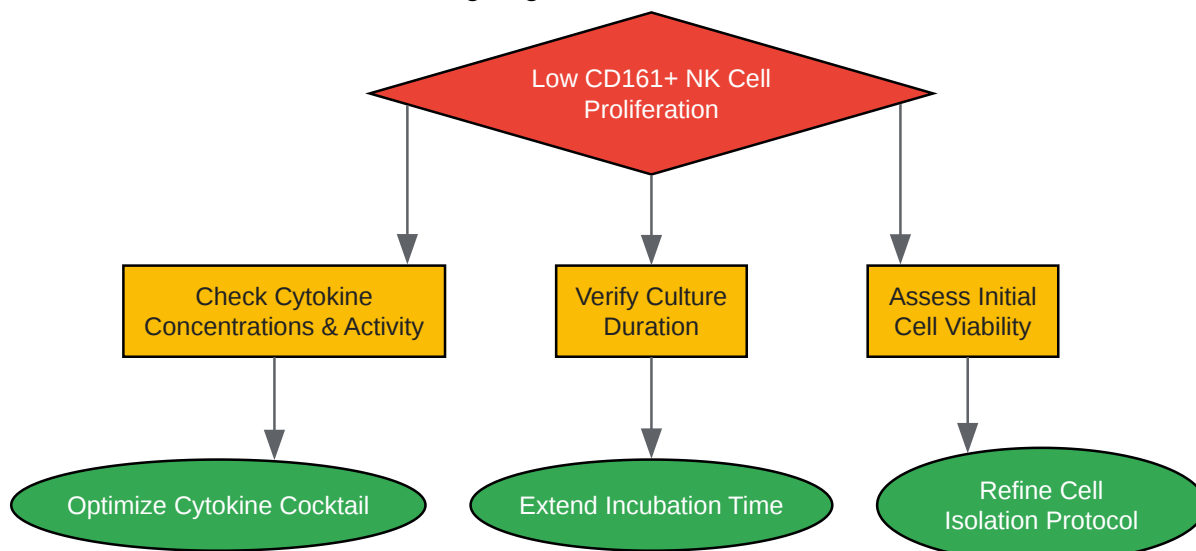 Low CD161+ NK Cell
Proliferation
Check Cytokine
Concentrations & Activity
Verify Culture
Duration
Assess Initial
Cell Viability
Optimize Cytokine Cocktail
Extend Incubation Time
Refine Cell
Isolation Protocol